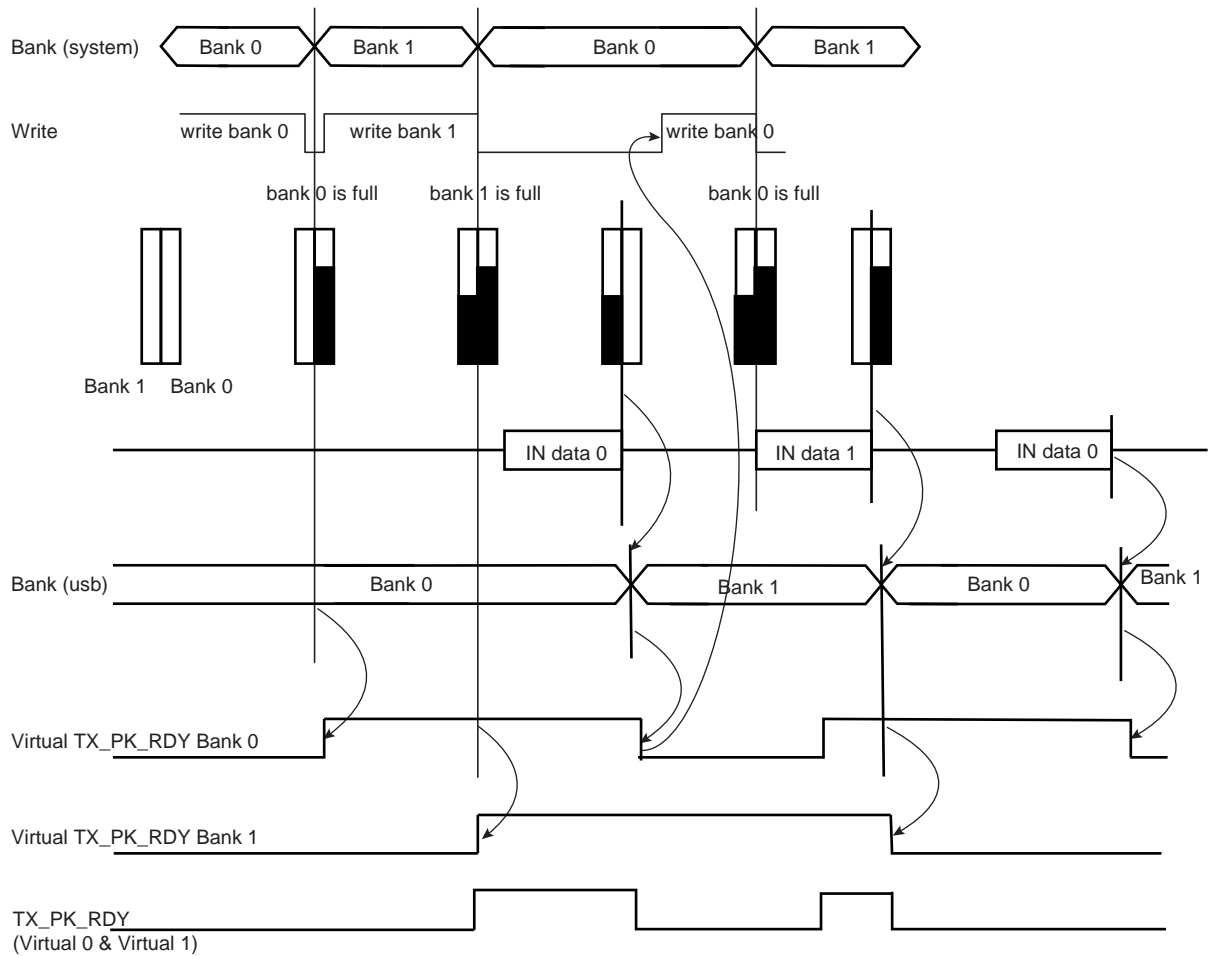 Bank (system)
Bank 0
Bank 1
Bank 0
Bank 1
Write
write bank 0
write bank 1
write bank 0
bank 0 is full
bank 1 is full
bank 0 is full
Bank 1
Bank 0
IN data 0
IN data 1
IN data 0
Bank (usb)
Bank 0
Bank 1
Bank 0
Bank 1
Virtual TX_PK_RDY Bank 0
Virtual TX_PK_RDY Bank 1
TX_PK_RDY
(Virtual 0 & Virtual 1)